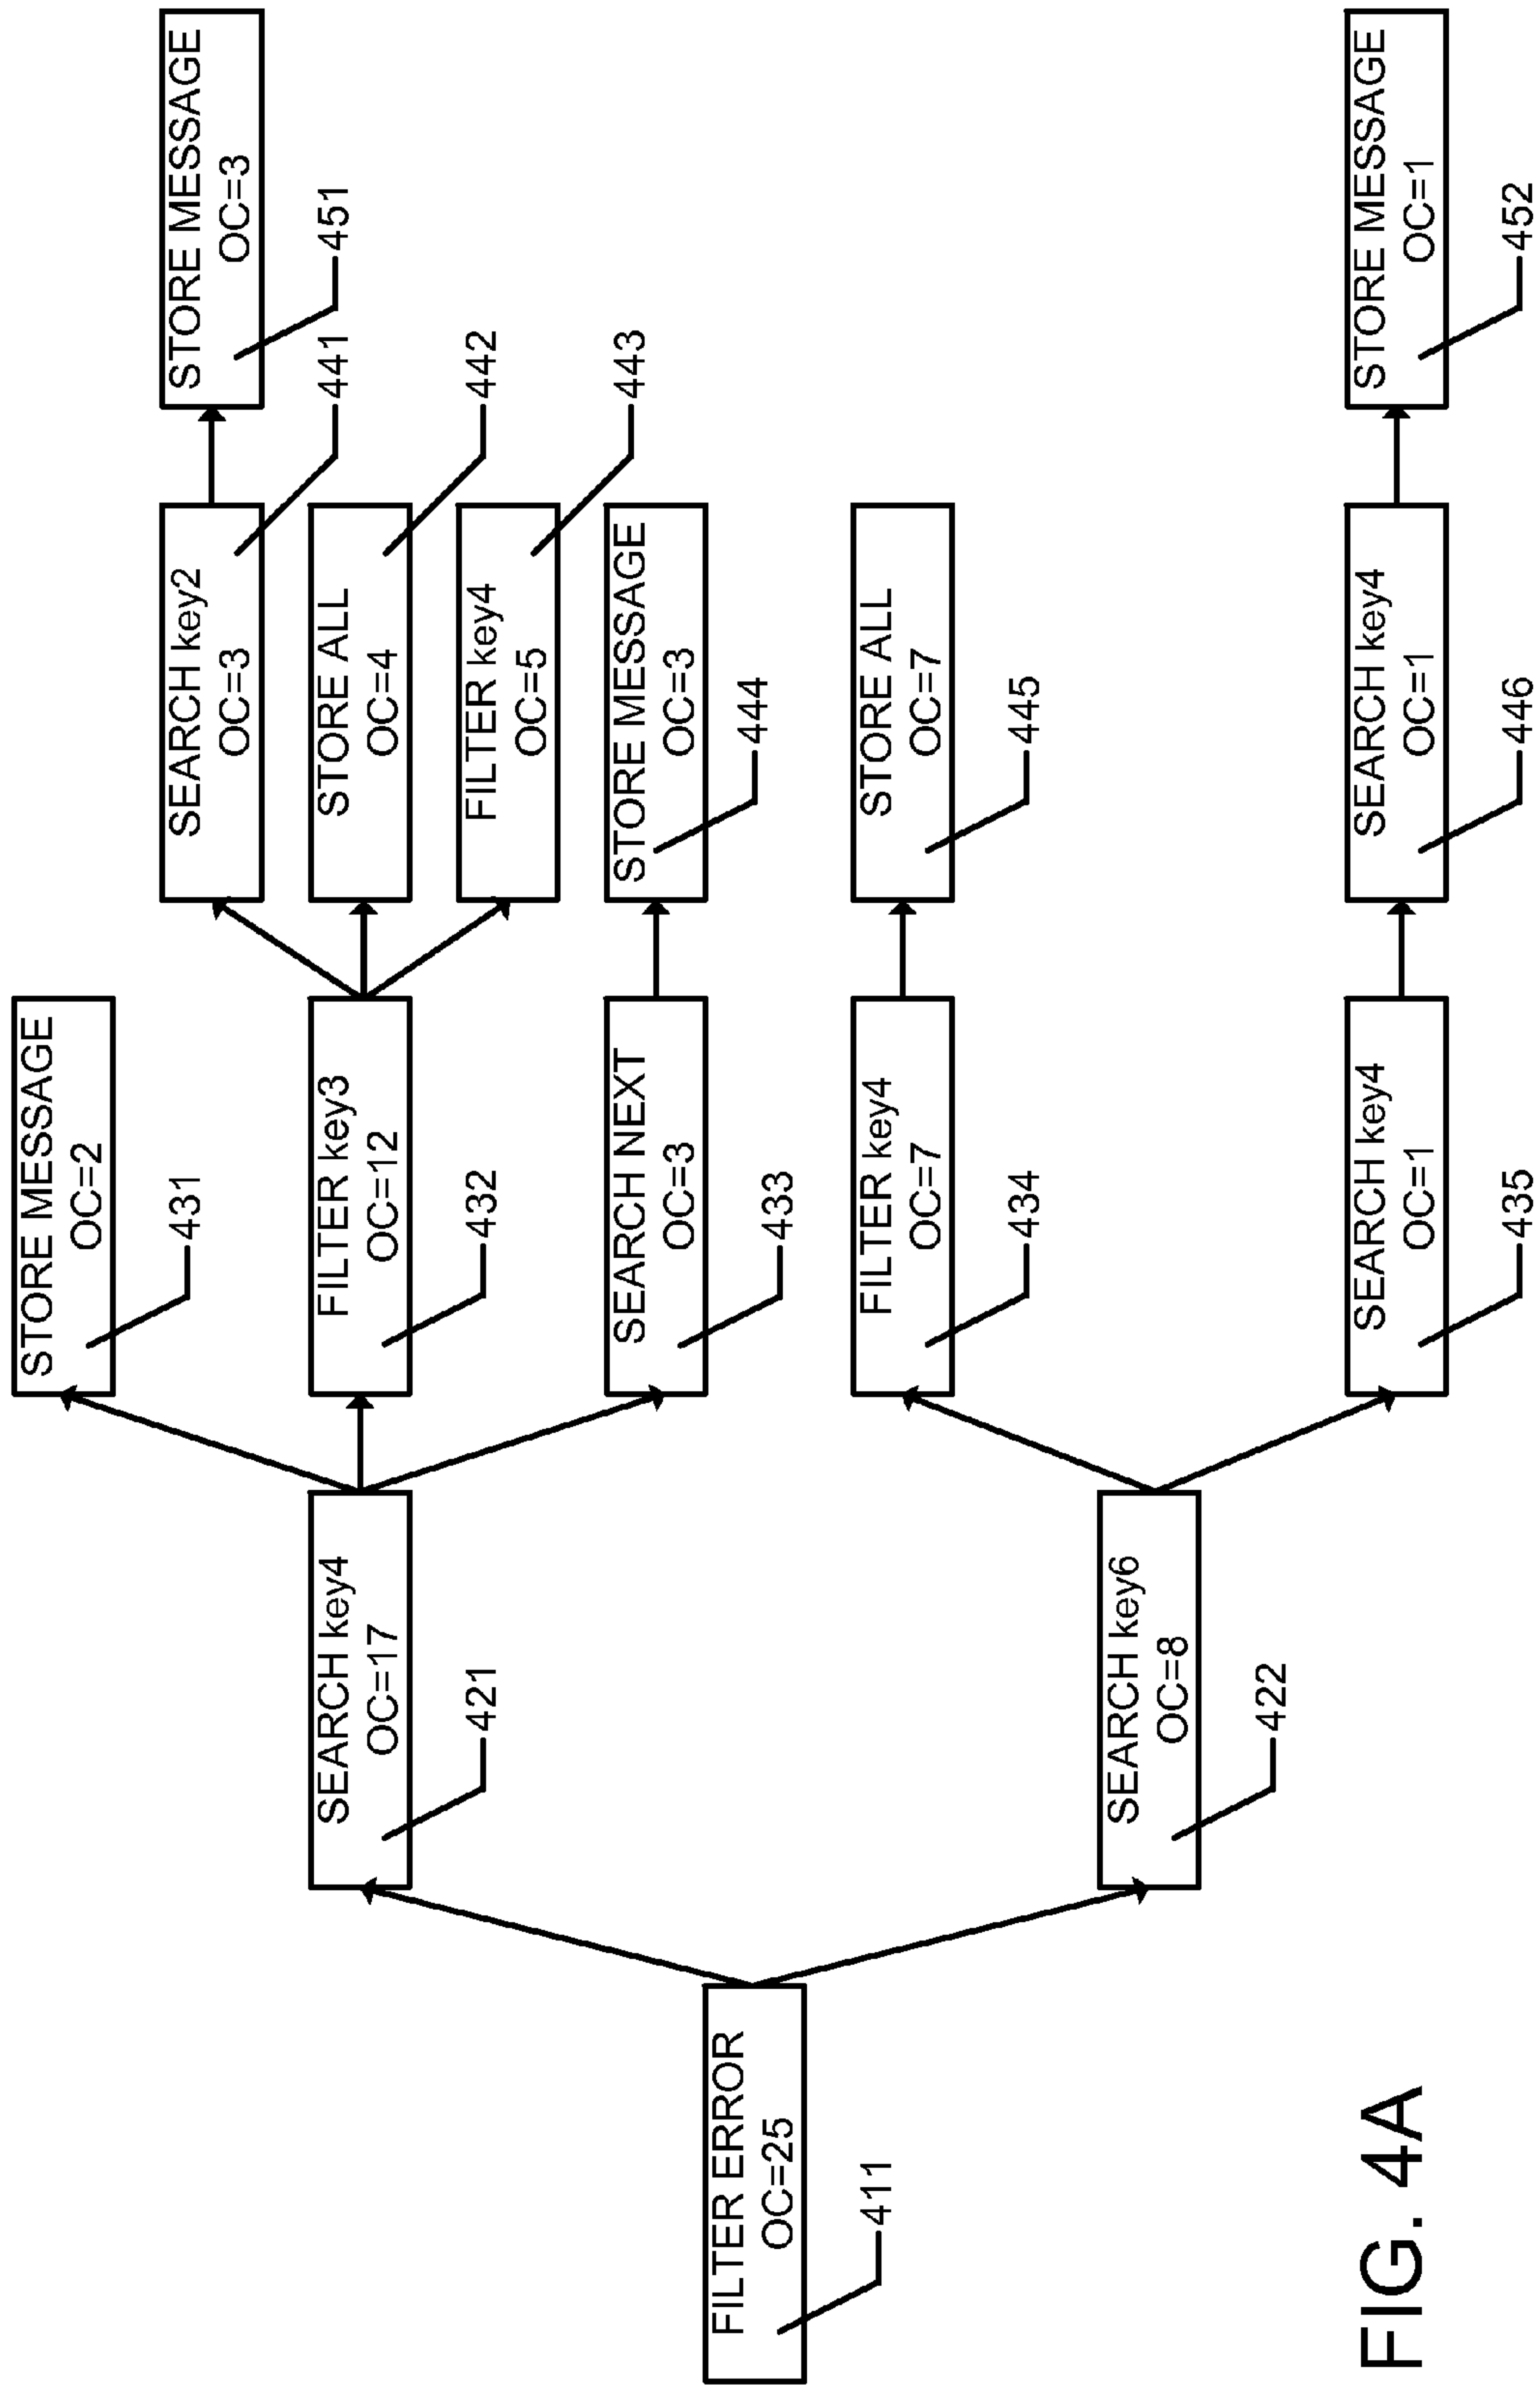 FILTER ERROR
OC=25
411
SEARCH key4
OC=17
421
SEARCH key6
OC=8
422
STORE MESSAGE
OC=2
431
FILTER key3
OC=12
432
SEARCH NEXT
OC=3
433
FILTER key4
OC=7
434
SEARCH key4
OC=1
435
SEARCH key2
OC=3
441
STORE ALL
OC=4
442
FILTER key4
OC=5
443
STORE MESSAGE
OC=3
444
STORE ALL
OC=7
445
SEARCH key4
OC=1
446
STORE MESSAGE
OC=3
451
STORE MESSAGE
OC=1
452
FIG. 4A